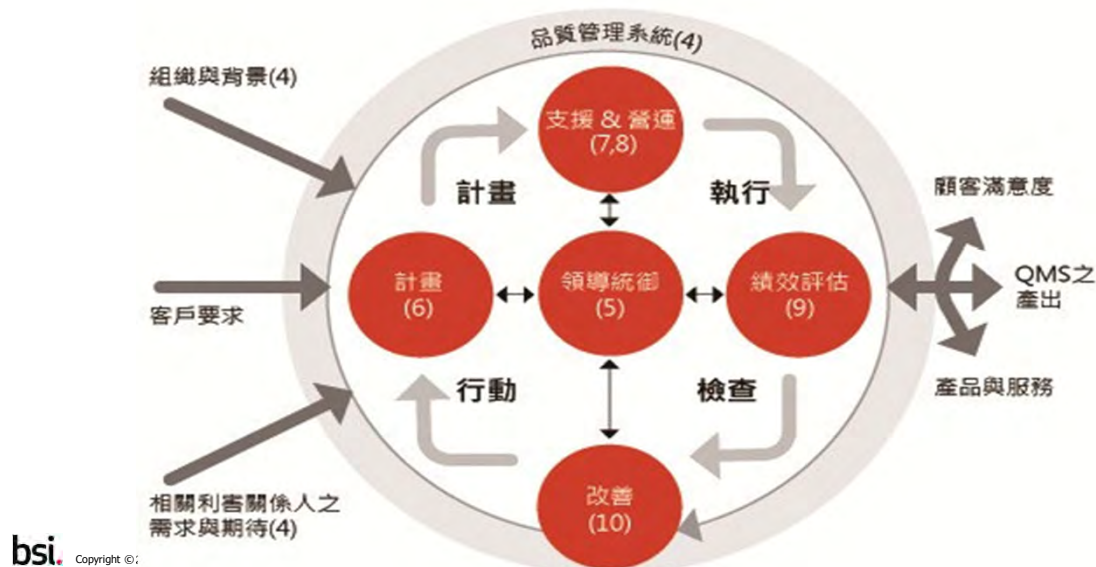 品質管理系統(4)
組織與背景(4)
支援 & 營運
(7,8)
計畫
執行
顧客滿意度
計畫
(6)
領導統御
(5)
績效評估
(9)
QMS之
產出
客戶要求
行動
檢查
產品與服務
改善
(10)
相關利害關係人之
需求與期待(4)
bsi.
Copyright ©